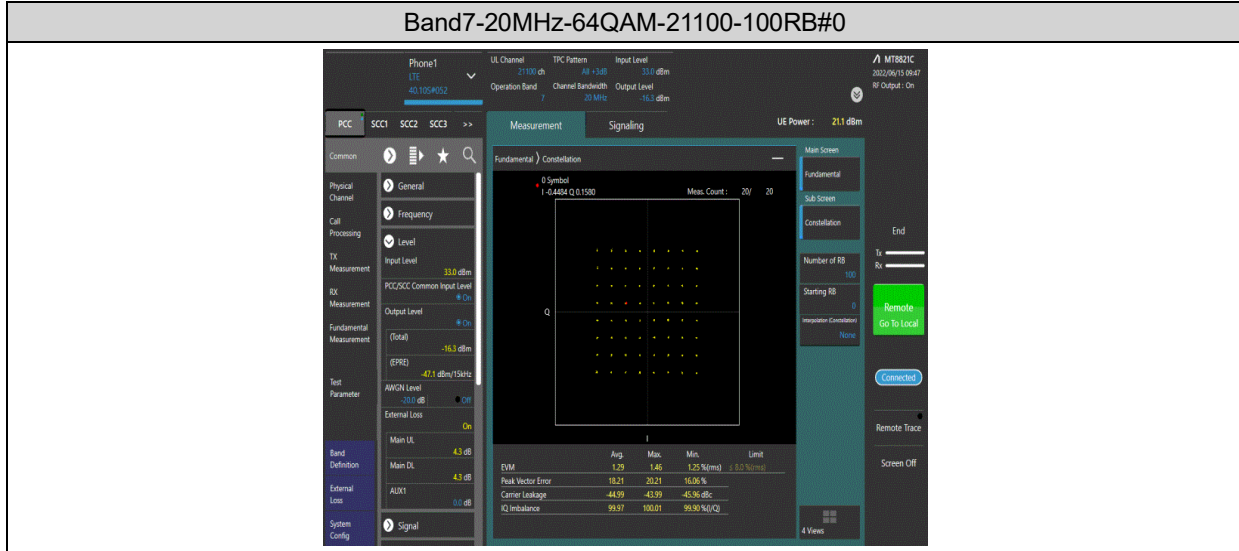 Band7-20MHz-64QAM-21100-100RB#0
Phone1
LTE
40.10S#052
UL Channel TPC Pattern Input Level
21100 ch All +3dB 33.0 dBm
Operation Band Channel Bandwidth Output Level
7 20 MHz -16.3 dBm
MT8821C
2022/06/15 09:47
RF Output : On
PCC SCC1 SCC2 SCC3 >>
Measurement Signaling
UE Power : 21.1 dBm
Common
Physical
Channel
Call
Processing
TX
Measurement
RX
Measurement
Fundamental
Measurement
Test
Parameter
Band
Definition
External
Loss
System
Config
General
Frequency
Level
Input Level
33.0 dBm
PCC/SCC Common Input Level
On
Output Level
On
(Total)
-16.3 dBm
(EPRE)
-47.1 dBm/15kHz
AWGN Level
-20.0 dB Off
External Loss
On
Main UL
4.3 dB
Main DL
4.3 dB
AUX1
0.0 dB
Signal
Fundamental Constellation
0 Symbol
I -0.4484 Q 0.1580
Meas. Count : 20/ 20
Q
I
Avg. Max. Min. Limit
EVM 1.29 1.46 1.25 %(rms) ≤ 8.0 %(rms)
Peak Vector Error 18.21 20.21 16.06 %
Carrier Leakage -44.99 -43.99 -45.96 dBc
IQ Imbalance 99.97 100.01 99.90 %(I/Q)
Main Screen
Fundamental
Sub Screen
Constellation
Number of RB
100
Starting RB
0
Interpolation (Constellation)
None
4 Views
End
Tx
Rx
Remote
Go To Local
Connected
Remote Trace
Screen Off